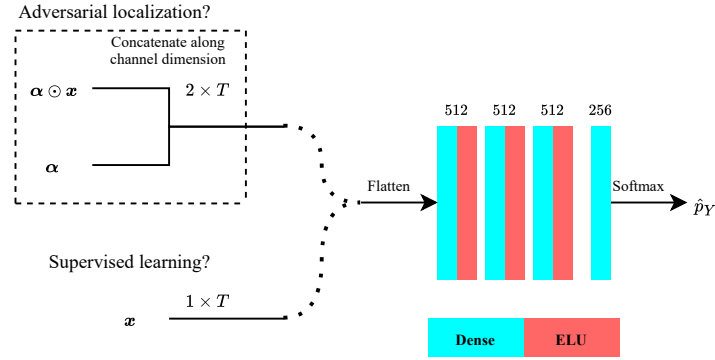 Adversarial localization?
Concatenate along
channel dimension
α ⊙ x
2 × T
α
512 512 512 256
Flatten
Softmax
p̂_Y
Supervised learning?
1 × T
x
Dense ELU